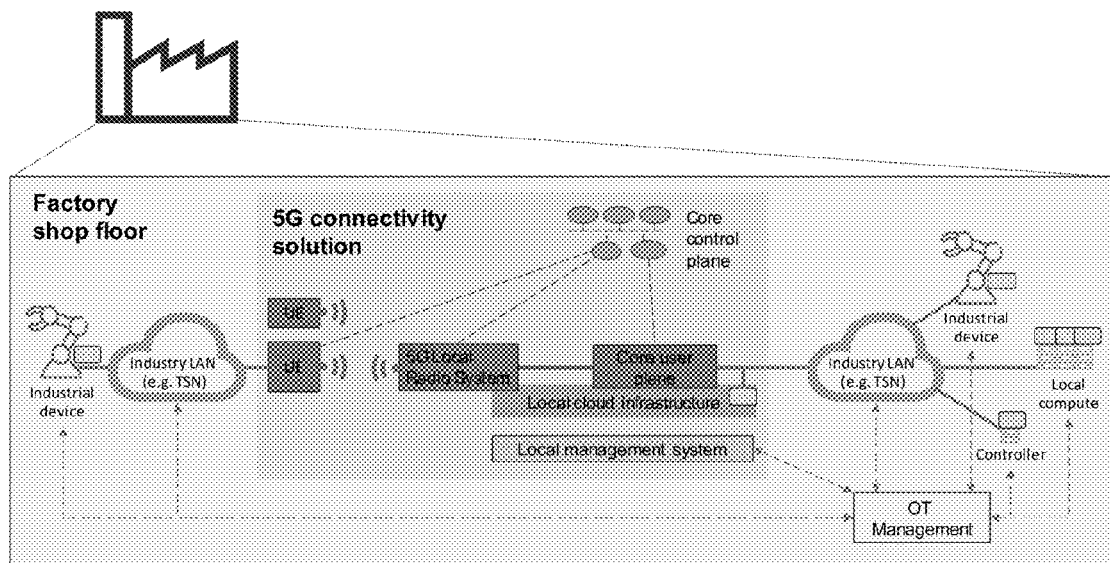 Factory
shop floor
5G connectivity
solution
Core
control
plane
UE
UE
5G Local
Radio System
Core user
plane
Local cloud infrastructure
Local management system
Industry LAN
(e.g. TSN)
Industrial
device
Industry LAN
(e.g. TSN)
Industrial
device
Local
compute
Controller
OT
Management